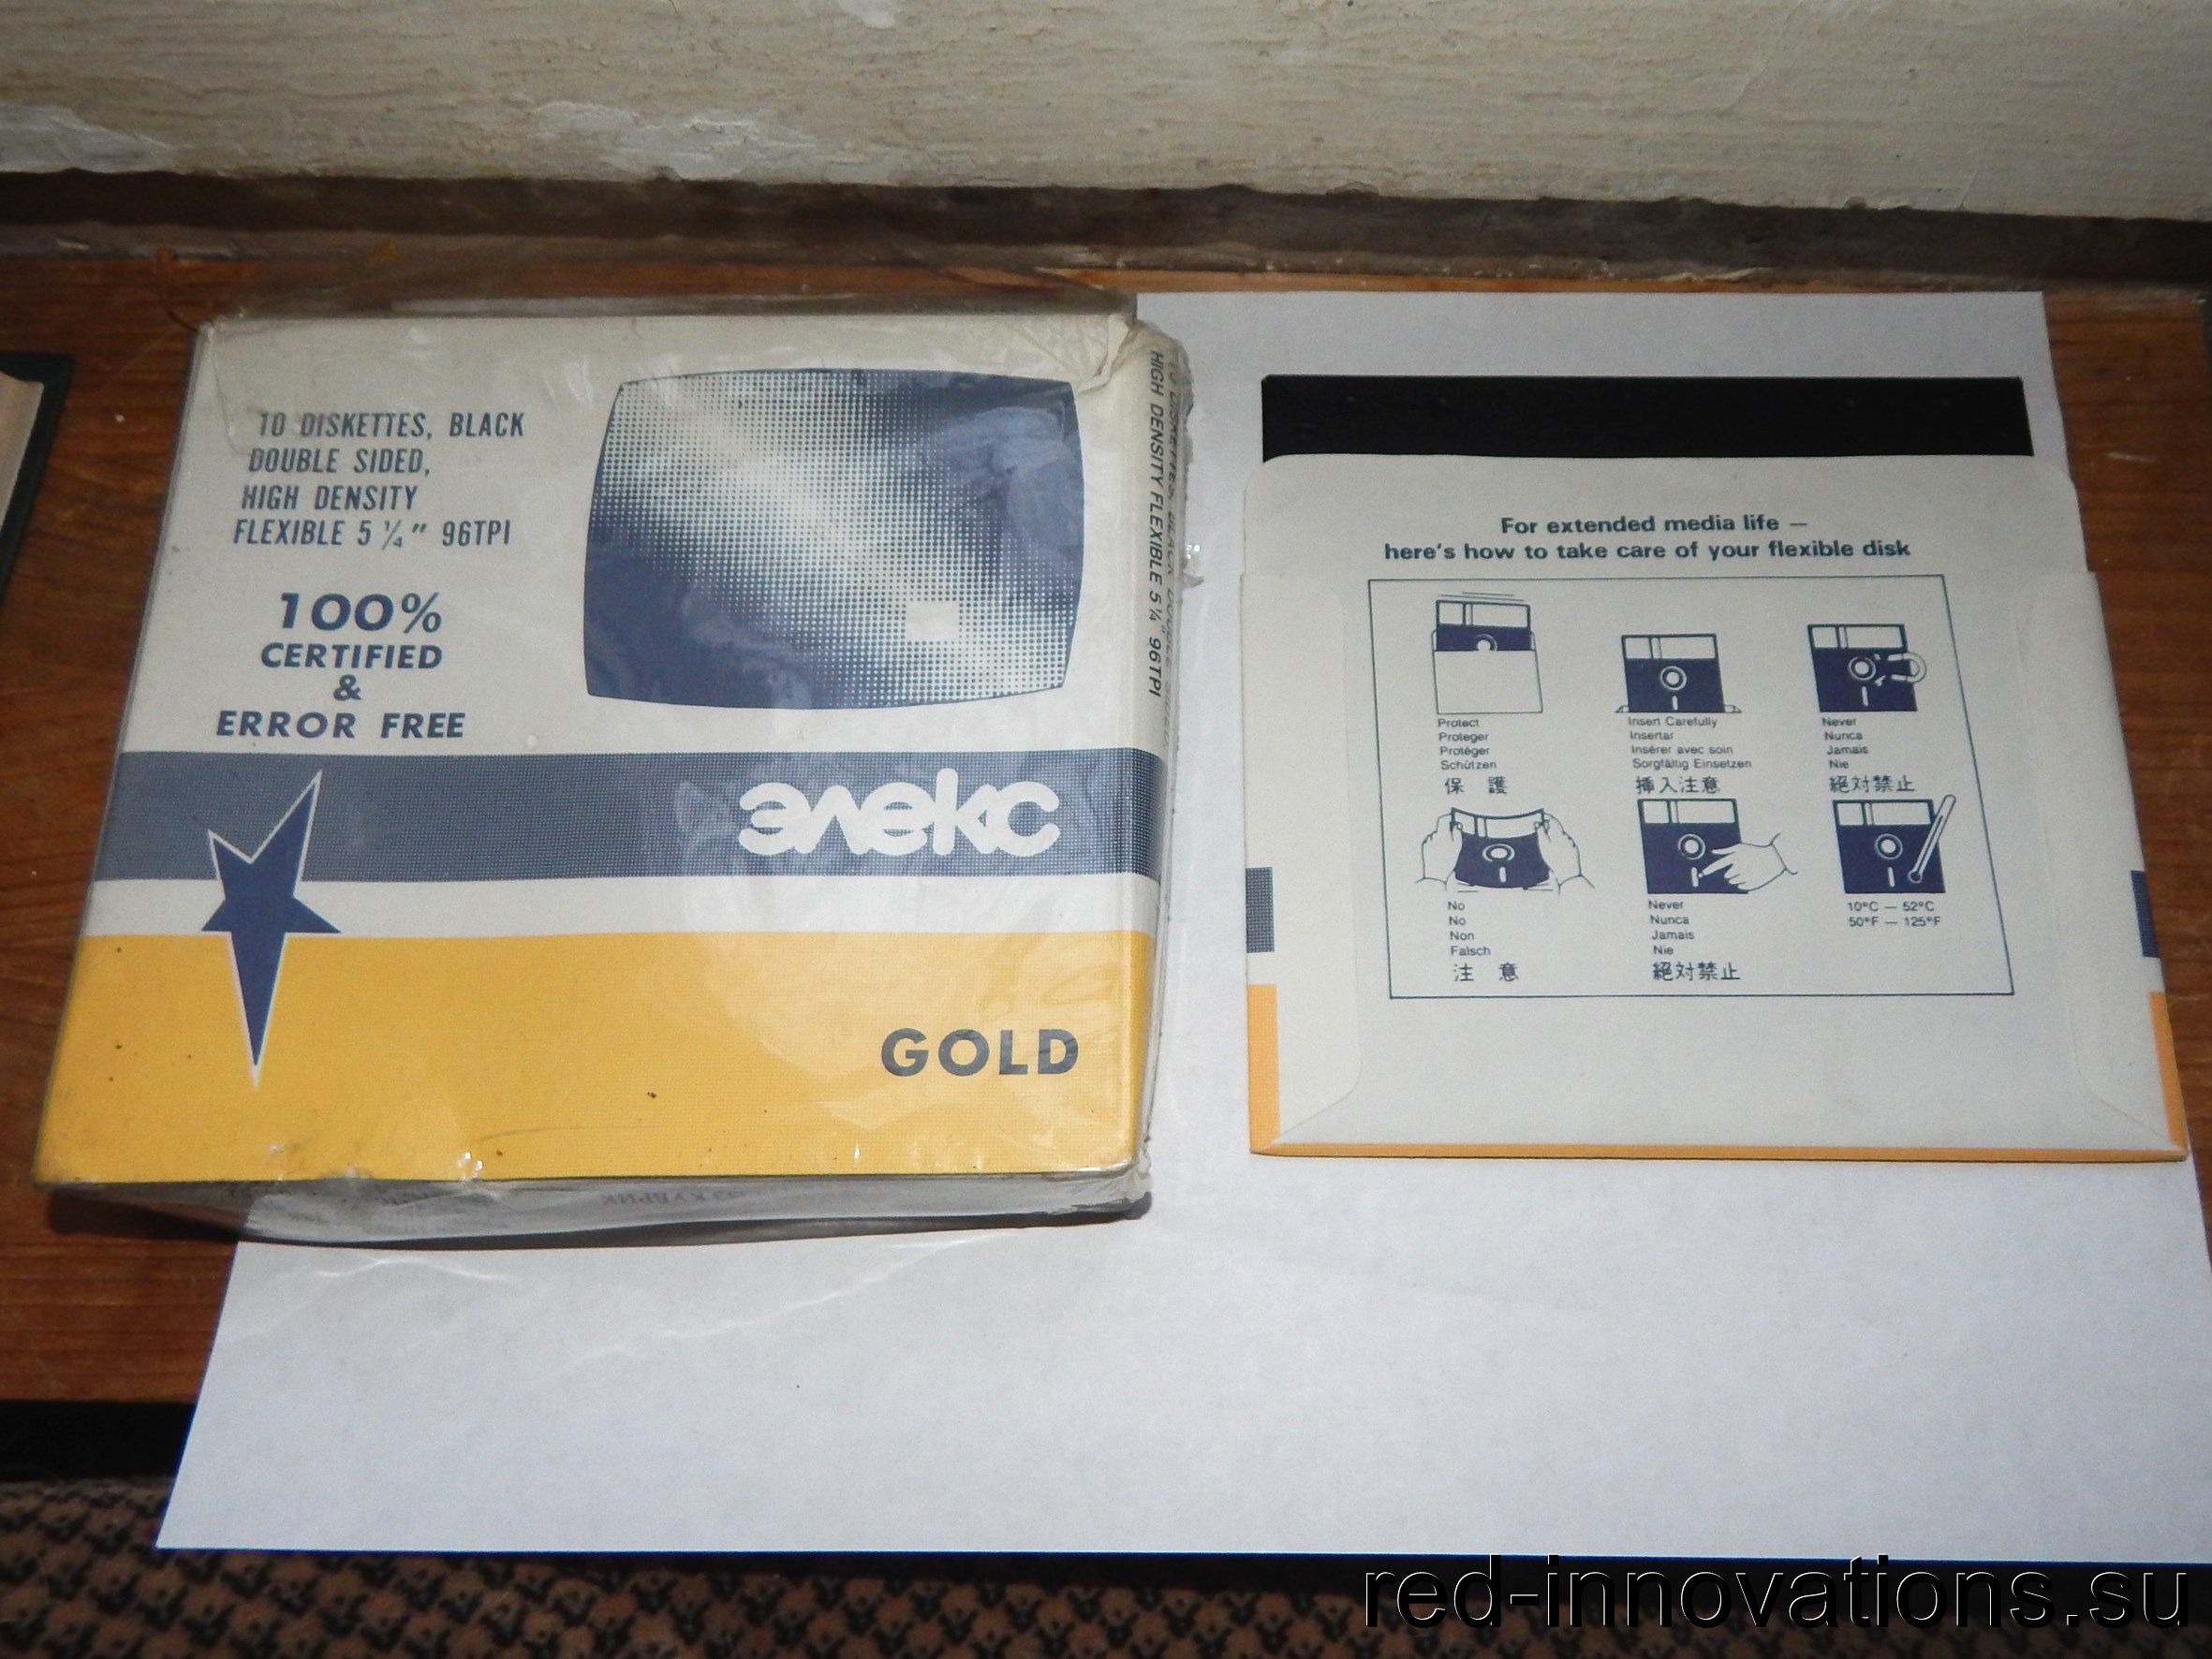 10 DISKETTES, BLACK
DOUBLE SIDED,
HIGH DENSITY
FLEXIBLE 5 1/4" 96TPI
100%
CERTIFIED
&
ERROR FREE
элекс
GOLD
HIGH DENSITY FLEXIBLE 5 1/4" 96TPI
For extended media life —
here's how to take care of your flexible disk
Protect
Proteger
Protéger
Schützen
保 護
Insert Carefully
Insertar
Insérer avec soin
Sorgfältig Einsetzen
挿入注意
Never
Nunca
Jamais
Nie
絕対禁止
No
No
Non
Falsch
注 意
Never
Nunca
Jamais
Nie
絕対禁止
10°C — 52°C
50°F — 125°F
red-innovations.su